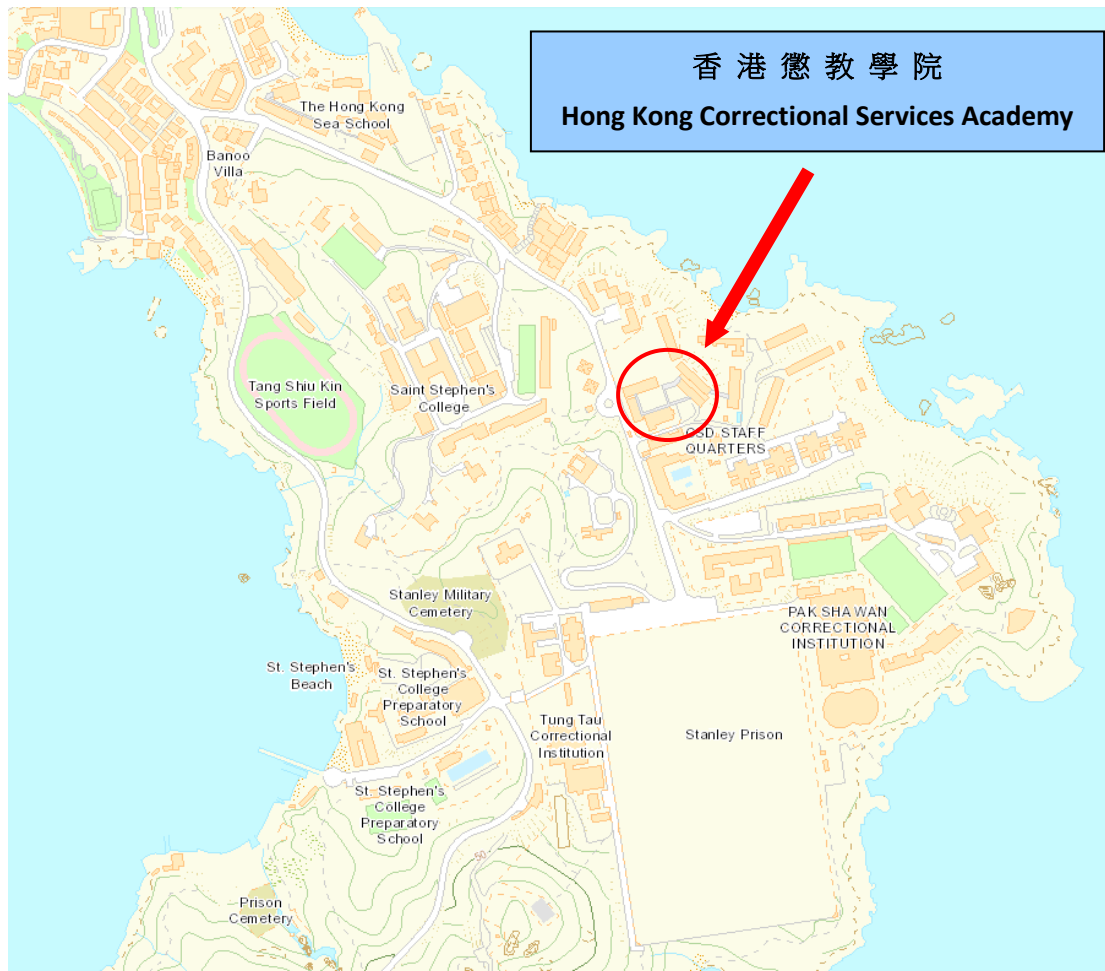 香港懲教學院
Hong Kong Correctional Services Academy
The Hong Kong
Sea School
Banoo
Villa
Tang Shiu Kin
Sports Field
Saint Stephen's
College
CSD STAFF
QUARTERS
Stanley Military
Cemetery
PAK SHA WAN
CORRECTIONAL
INSTITUTION
St. Stephen's
Beach
St. Stephen's
College
Preparatory
School
Tung Tau
Correctional
Institution
Stanley Prison
St. Stephen's
College
Preparatory
School
50
Prison
Cemetery